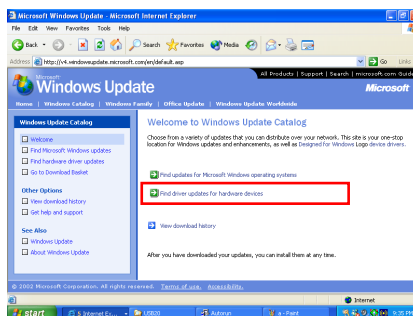 Microsoft Windows Update - Microsoft Internet Explorer
File Edit View Favorites Tools Help
Back Search Favorites Media
Address http://v4.windowsupdate.microsoft.com/en/default.asp Go Links
All Products | Support | Search | microsoft.com Guide
Microsoft
Windows Update
Microsoft
Home | Windows Catalog | Windows Family | Office Update | Windows Update Worldwide
Windows Update Catalog
Welcome
Find Microsoft Windows updates
Find hardware driver updates
Go to Download Basket
Other Options
View download history
Get help and support
See Also
Windows Update
About Windows Update
Welcome to Windows Update Catalog
Choose from a variety of updates that you can distribute over your network. This site is your one-stop
location for Windows updates and enhancements, as well as Designed for Windows Logo device drivers.
Find updates for Microsoft Windows operating systems
Find driver updates for hardware devices
View download history
After you have downloaded your updates, you can install them at any time.
© 2002 Microsoft Corporation. All rights reserved. Terms of use. Accessibility.
Internet
start 5 Internet Ex... USB20 Autorun a - Paint 9:35 PM